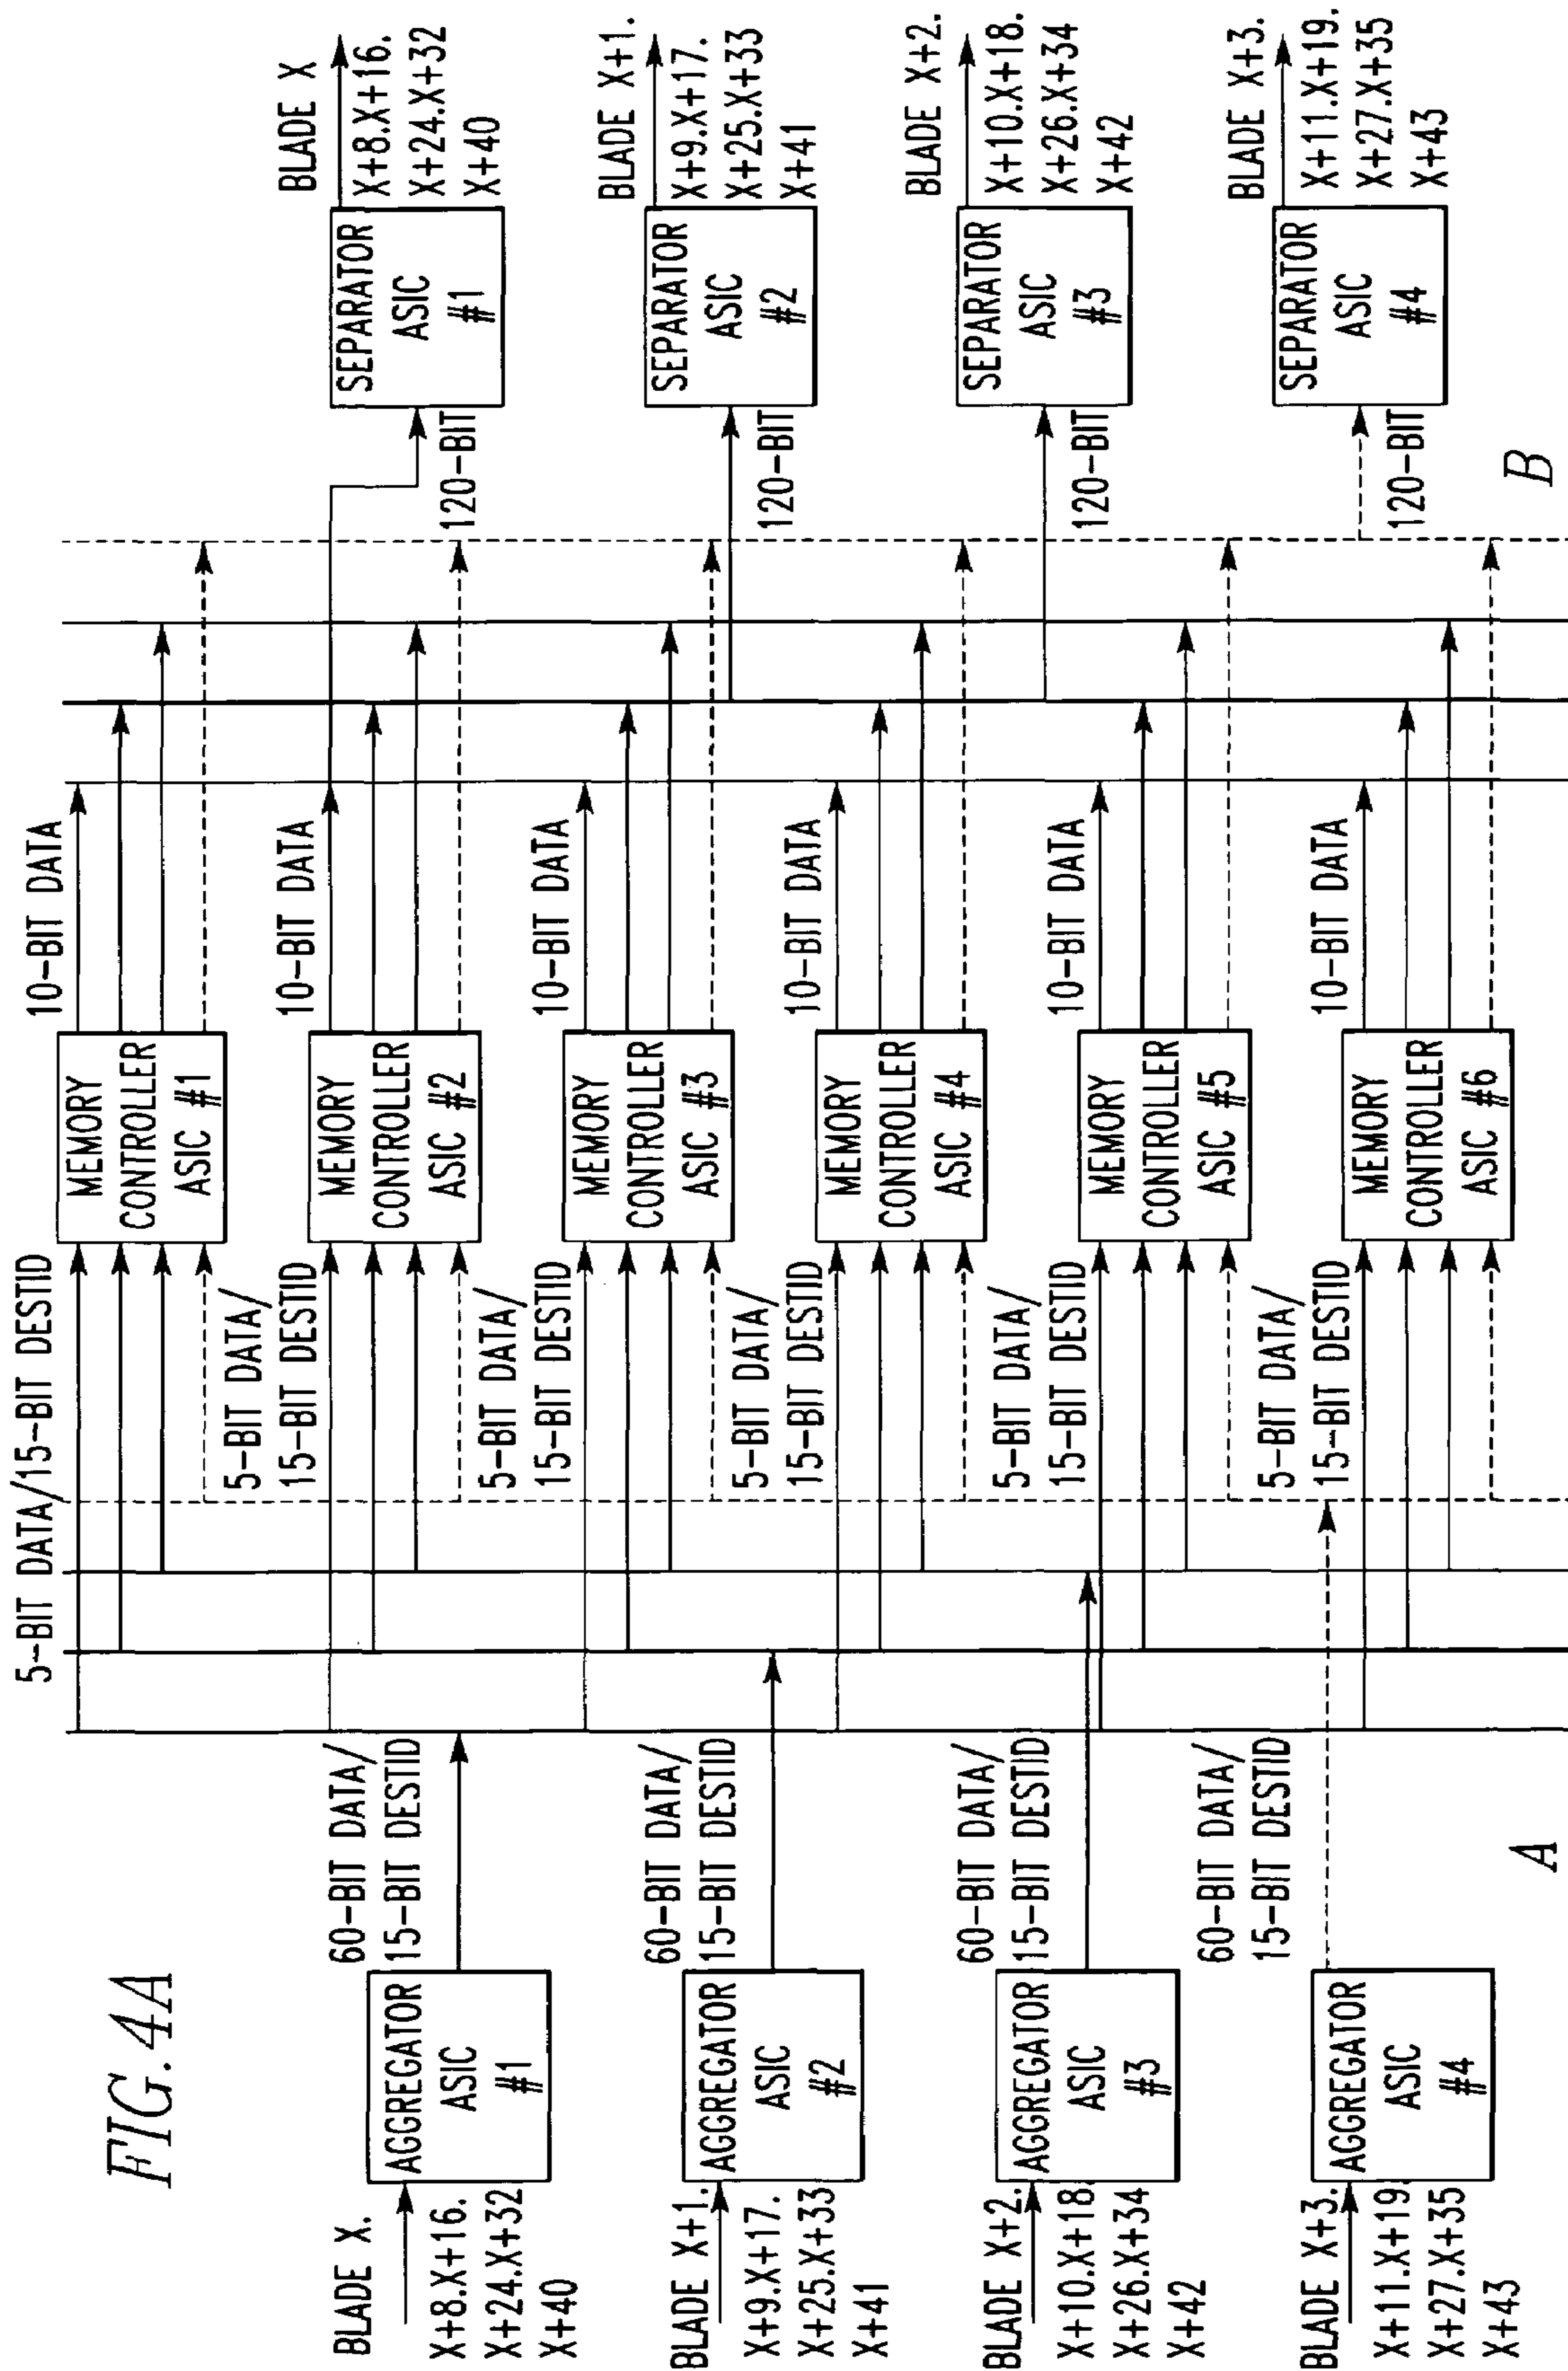 FIG. 4A
BLADE X.
X+8.X+16.
X+24.X+32
X+40
AGGREGATOR
ASIC
#1
60-BIT DATA/
15-BIT DESTID
BLADE X+1.
X+9.X+17.
X+25.X+33
X+41
AGGREGATOR
ASIC
#2
60-BIT DATA/
15-BIT DESTID
BLADE X+2.
X+10.X+18.
X+26.X+34
X+42
AGGREGATOR
ASIC
#3
60-BIT DATA/
15-BIT DESTID
BLADE X+3.
X+11.X+19.
X+27.X+35
X+43
AGGREGATOR
ASIC
#4
60-BIT DATA/
15-BIT DESTID
A
5-BIT DATA/15-BIT DESTID
MEMORY
CONTROLLER
ASIC #1
10-BIT DATA
5-BIT DATA/
15-BIT DESTID
MEMORY
CONTROLLER
ASIC #2
10-BIT DATA
5-BIT DATA/
15-BIT DESTID
MEMORY
CONTROLLER
ASIC #3
10-BIT DATA
5-BIT DATA/
15-BIT DESTID
MEMORY
CONTROLLER
ASIC #4
10-BIT DATA
5-BIT DATA/
15-BIT DESTID
MEMORY
CONTROLLER
ASIC #5
10-BIT DATA
5-BIT DATA/
15-BIT DESTID
MEMORY
CONTROLLER
ASIC #6
10-BIT DATA
120-BIT
SEPARATOR
ASIC
#1
BLADE X
X+8.X+16.
X+24.X+32
X+40
120-BIT
SEPARATOR
ASIC
#2
BLADE X+1.
X+9.X+17.
X+25.X+33
X+41
120-BIT
SEPARATOR
ASIC
#3
BLADE X+2.
X+10.X+18.
X+26.X+34
X+42
120-BIT
SEPARATOR
ASIC
#4
BLADE X+3.
X+11.X+19.
X+27.X+35
X+43
B